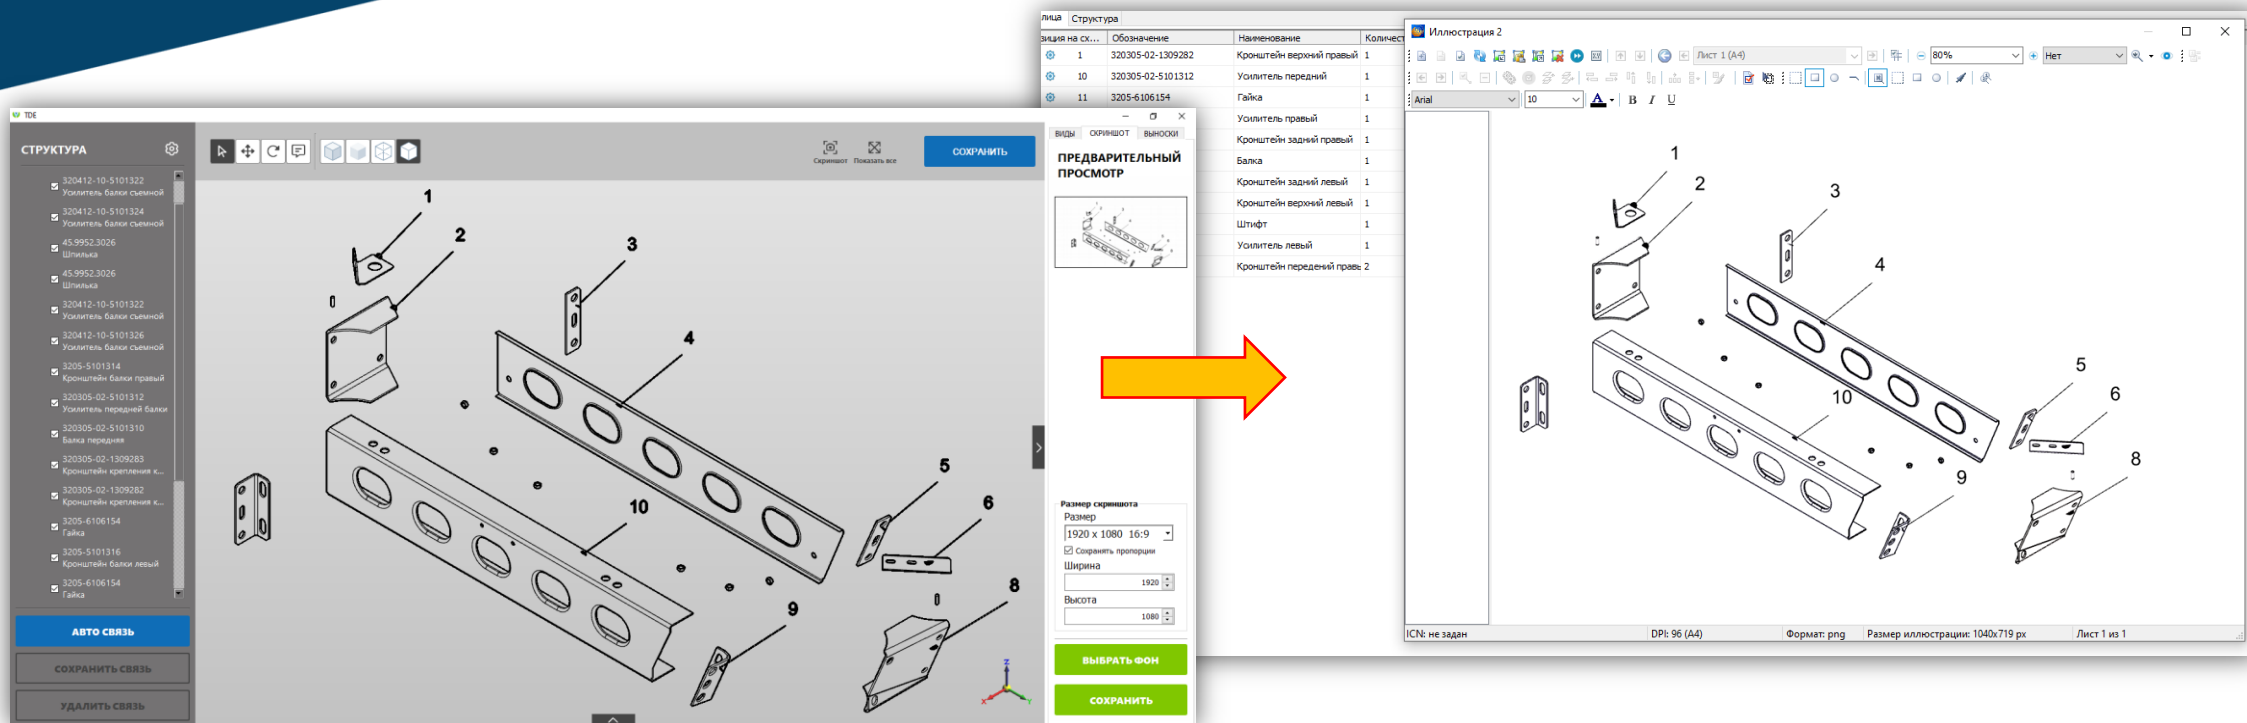 TDE
СТРУКТУРА
320412-10-5101322
Усилитель балки съемной
320412-10-5101324
Усилитель балки съемной
45.9952.3026
Шпилька
45.9952.3026
Шпилька
320412-10-5101322
Усилитель балки съемной
320412-10-5101326
Усилитель балки съемной
3205-5101314
Кронштейн балки правый
320305-02-5101312
Усилитель передней балки
320305-02-5101310
Балка передняя
320305-02-1309283
Кронштейн крепления к...
320305-02-1309282
Кронштейн крепления к...
3205-6106154
Гайка
3205-5101316
Кронштейн балки левый
3205-6106154
Гайка
АВТО СВЯЗЬ
СОХРАНИТЬ СВЯЗЬ
УДАЛИТЬ СВЯЗЬ
Скриншот Показать все
СОХРАНИТЬ
1
2
3
4
5
6
10
8
9
Z
X
Y
ВИДЫ СКРИНШОТ ВЫНОСКИ
ПРЕДВАРИТЕЛЬНЫЙ
ПРОСМОТР
Размер скриншота
Размер
1920 x 1080 16:9
Сохранять пропорции
Ширина
1920
Высота
1080
ВЫБРАТЬ ФОН
СОХРАНИТЬ
лица Структура
зиция на сх... Обозначение Наименование Количест
1 320305-02-1309282 Кронштейн верхний правый 1
10 320305-02-5101312 Усилитель передний 1
11 3205-6106154 Гайка 1
Усилитель правый 1
Кронштейн задний правый 1
Балка 1
Кронштейн задний левый 1
Кронштейн верхний левый 1
Штифт 1
Усилитель левый 1
Кронштейн передений правь 2
Иллюстрация 2
Лист 1 (A4) 80% Нет
Arial 10 A B I U
1
2
3
4
5
10
6
8
9
ICN: не задан DPI: 96 (A4) Формат: png Размер иллюстрации: 1040x719 px Лист 1 из 1